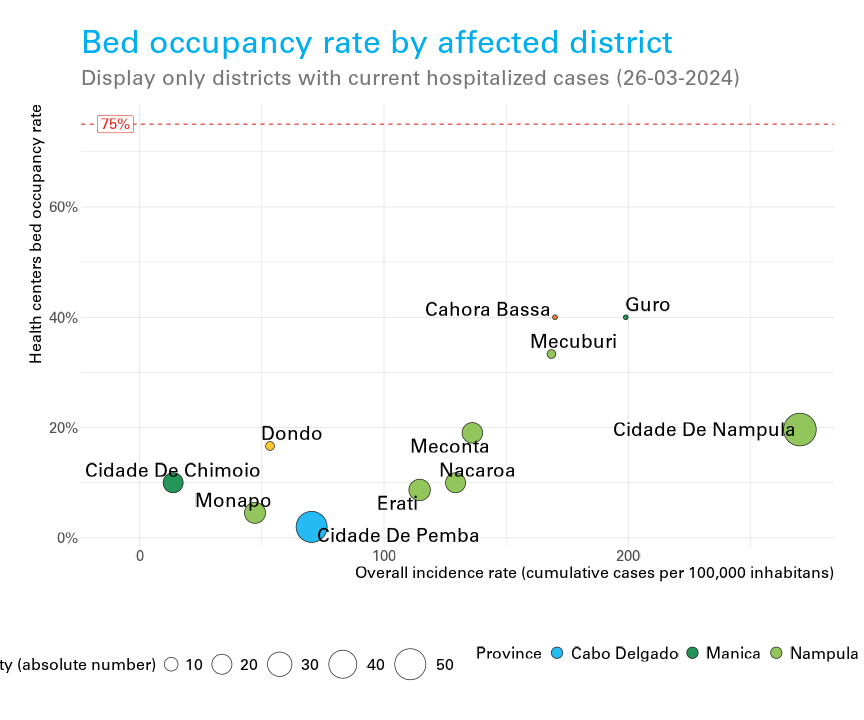 Bed occupancy rate by affected district
Display only districts with current hospitalized cases (26-03-2024)
Health centers bed occupancy rate
75%
60%
40%
20%
0%
Cahora Bassa
Guro
Mecuburi
Dondo
Cidade De Nampula
Meconta
Cidade De Chimoio
Nacaroa
Monapo
Erati
Cidade De Pemba
0
100
200
Overall incidence rate (cumulative cases per 100,000 inhabitans)
ty (absolute number) 10 20 30 40 50
Province Cabo Delgado Manica Nampula